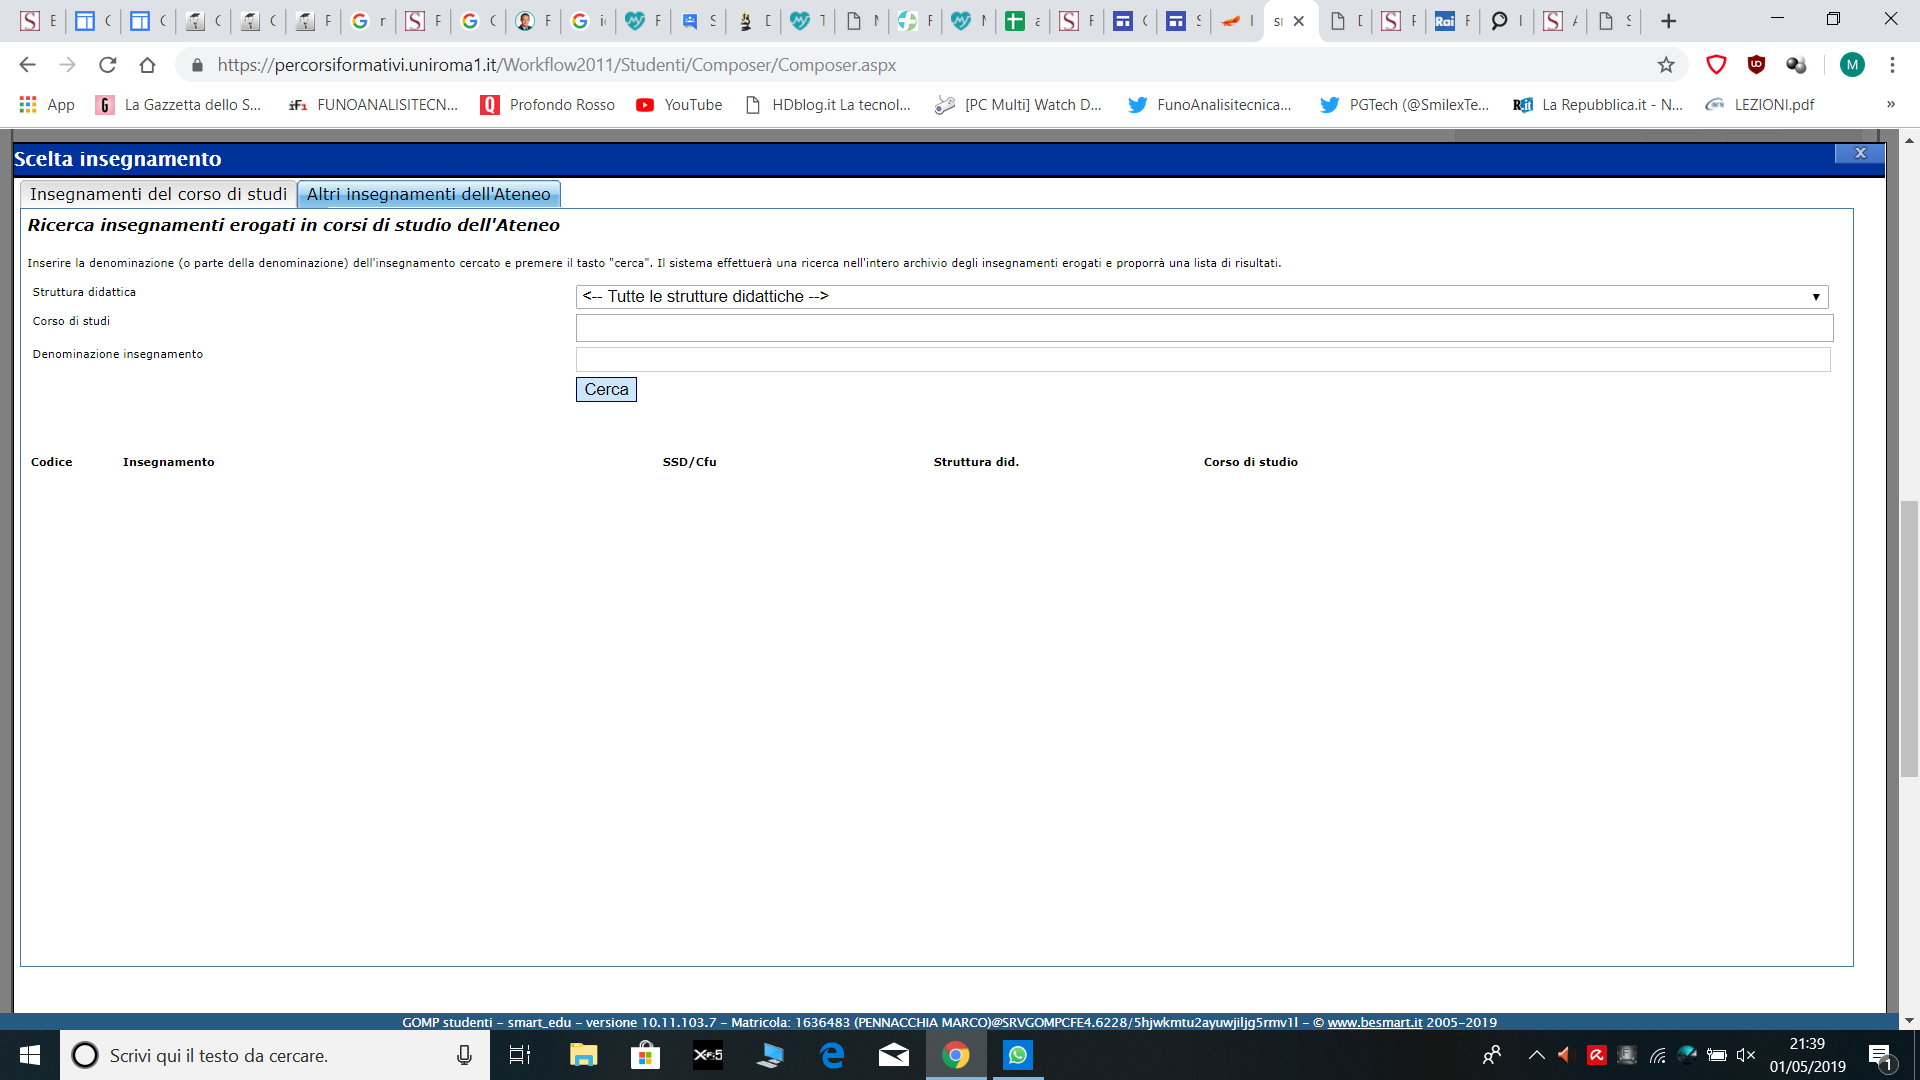 https://percorsiformativi.uniroma1.it/Workflow2011/Studenti/Composer/Composer.aspx
M
App
La Gazzetta dello S...
FUNOANALISITECN...
Profondo Rosso
YouTube
HDblog.it La tecnol...
[PC Multi] Watch D...
FunoAnalisitecnica...
PGTech (@SmilexTe...
La Repubblica.it - N...
LEZIONI.pdf
»
Scelta insegnamento
X
Insegnamenti del corso di studi
Altri insegnamenti dell'Ateneo
Ricerca insegnamenti erogati in corsi di studio dell'Ateneo
Inserire la denominazione (o parte della denominazione) dell'insegnamento cercato e premere il tasto "cerca". Il sistema effettuerà una ricerca nell'intero archivio degli insegnamenti erogati e proporrà una lista di risultati.
Struttura didattica
<-- Tutte le strutture didattiche -->
Corso di studi
Denominazione insegnamento
Cerca
Codice Insegnamento SSD/Cfu Struttura did. Corso di studio
GOMP studenti - smart_edu - versione 10.11.103.7 - Matricola: 1636483 (PENNACCHIA MARCO)@SRVGOMPCFE4.6228/5hjwkmtu2ayuwjiljg5rmv1l - © www.besmart.it 2005-2019
Scrivi qui il testo da cercare.
21:39
01/05/2019
1